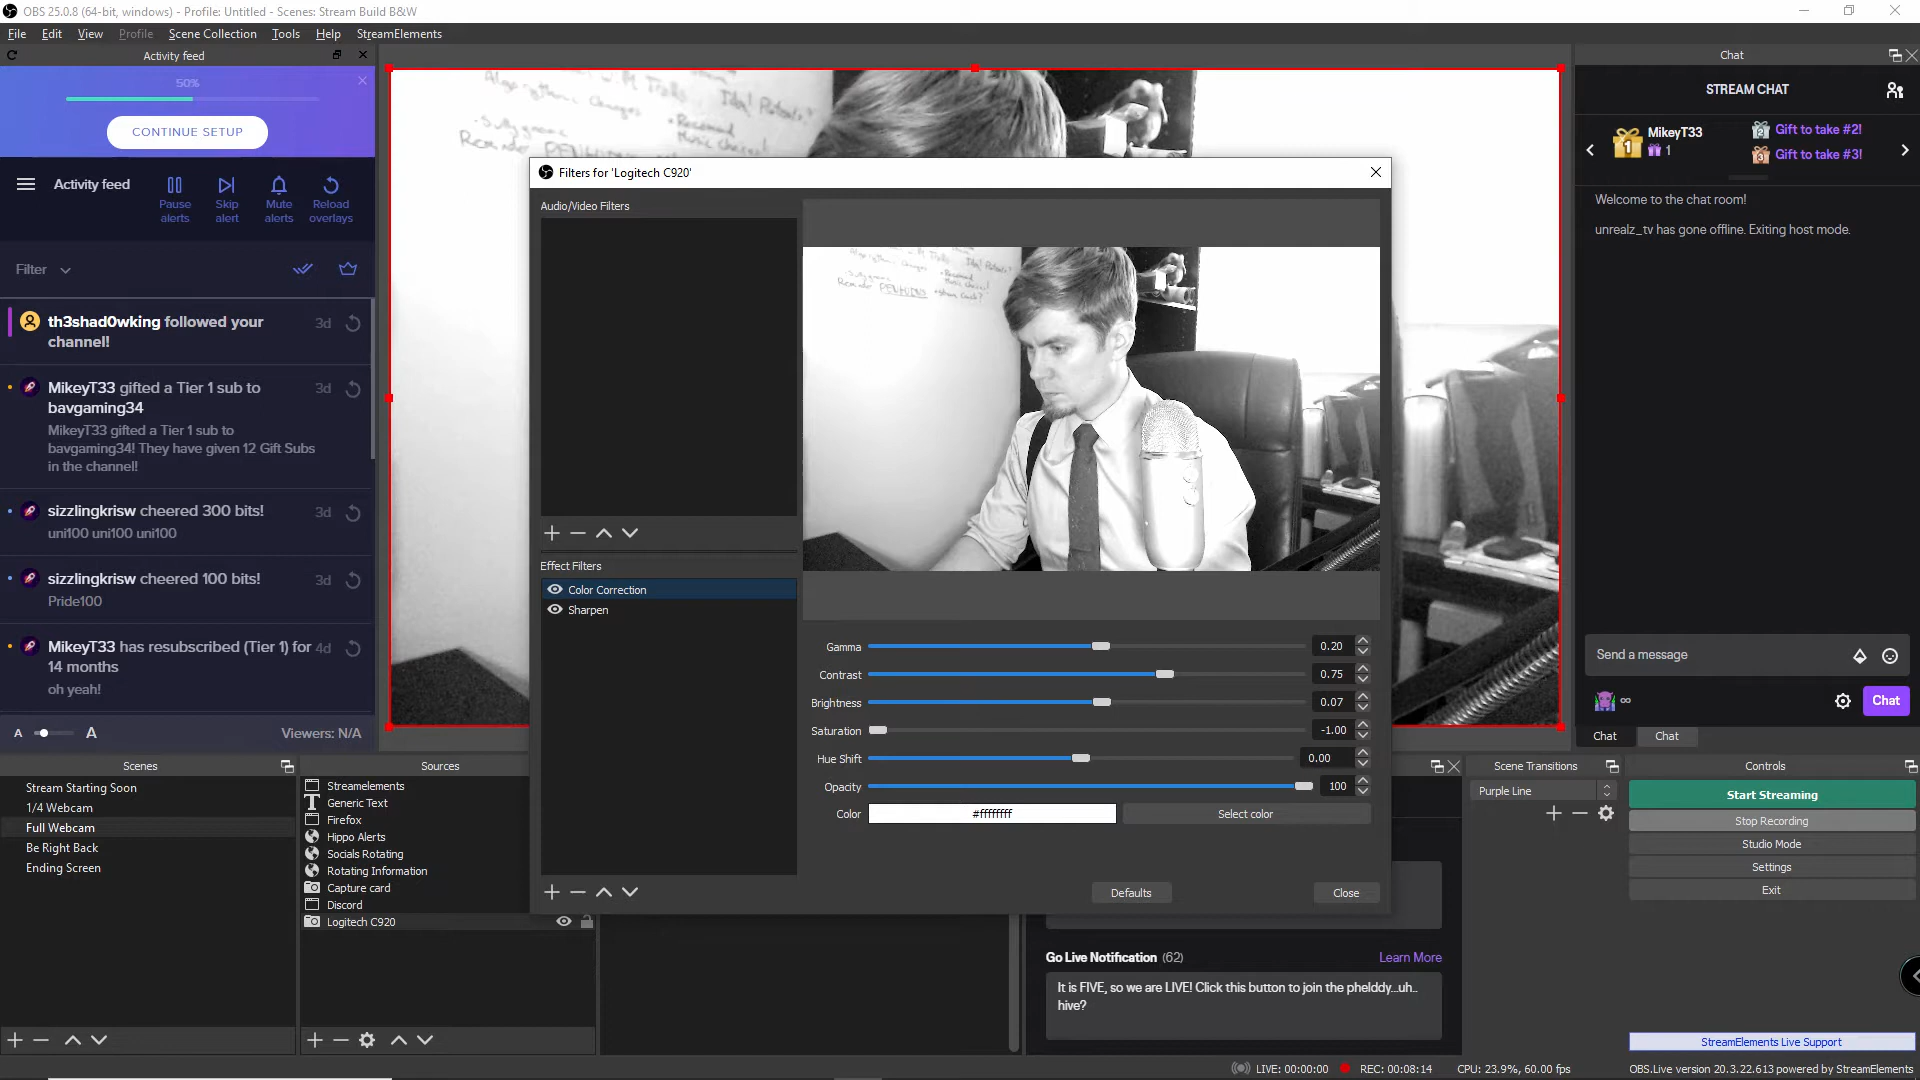 OBS 25.0.8 (64-bit, windows) - Profile: Untitled - Scenes: Stream Build B&W
File Edit View Profile Scene Collection Tools Help StreamElements
Activity feed
50%
CONTINUE SETUP
Activity feed
Pause alerts
Skip alert
Mute alerts
Reload overlays
Filter
th3shad0wking followed your 3d
channel!
MikeyT33 gifted a Tier 1 sub to 3d
bavgaming34
MikeyT33 gifted a Tier 1 sub to
bavgaming34! They have given 12 Gift Subs
in the channel!
sizzlingkrisw cheered 300 bits! 3d
uni100 uni100 uni100
sizzlingkrisw cheered 100 bits! 3d
Pride100
MikeyT33 has resubscribed (Tier 1) for 4d
14 months
oh yeah!
A A Viewers: N/A
Filters for 'Logitech C920'
Audio/Video Filters
Effect Filters
Color Correction
Sharpen
Gamma 0.20
Contrast 0.75
Brightness 0.07
Saturation -1.00
Hue Shift 0.00
Opacity 100
Color #ffffffff Select color
Defaults Close
Chat
STREAM CHAT
1 MikeyT33 2 Gift to take #2!
1 3 Gift to take #3!
Welcome to the chat room!
unrealz_tv has gone offline. Exiting host mode.
Send a message
∞ Chat
Chat Chat
Scenes
Stream Starting Soon
1/4 Webcam
Full Webcam
Be Right Back
Ending Screen
Sources
Streamelements
Generic Text
Firefox
Hippo Alerts
Socials Rotating
Rotating Information
Capture card
Discord
Logitech C920
Go Live Notification (62) Learn More
It is FIVE, so we are LIVE! Click this button to join the phelddy...uh..
hive?
Scene Transitions
Purple Line
Controls
Start Streaming
Stop Recording
Studio Mode
Settings
Exit
StreamElements Live Support
LIVE: 00:00:00 REC: 00:08:14 CPU: 23.9%, 60.00 fps OBS.Live version 20.3.22.613 powered by StreamElements